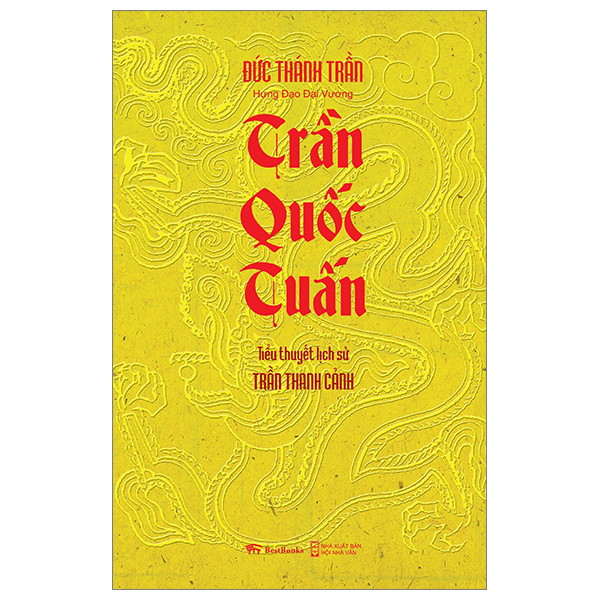 ĐỨC THÁNH TRẦN
Hưng Đạo Đại Vương
Trần
Quốc
Tuấn
Tiểu thuyết lịch sử
TRẦN THANH CẢNH
BestBooks
NHÀ XUẤT BẢN
HỘI NHÀ VĂN